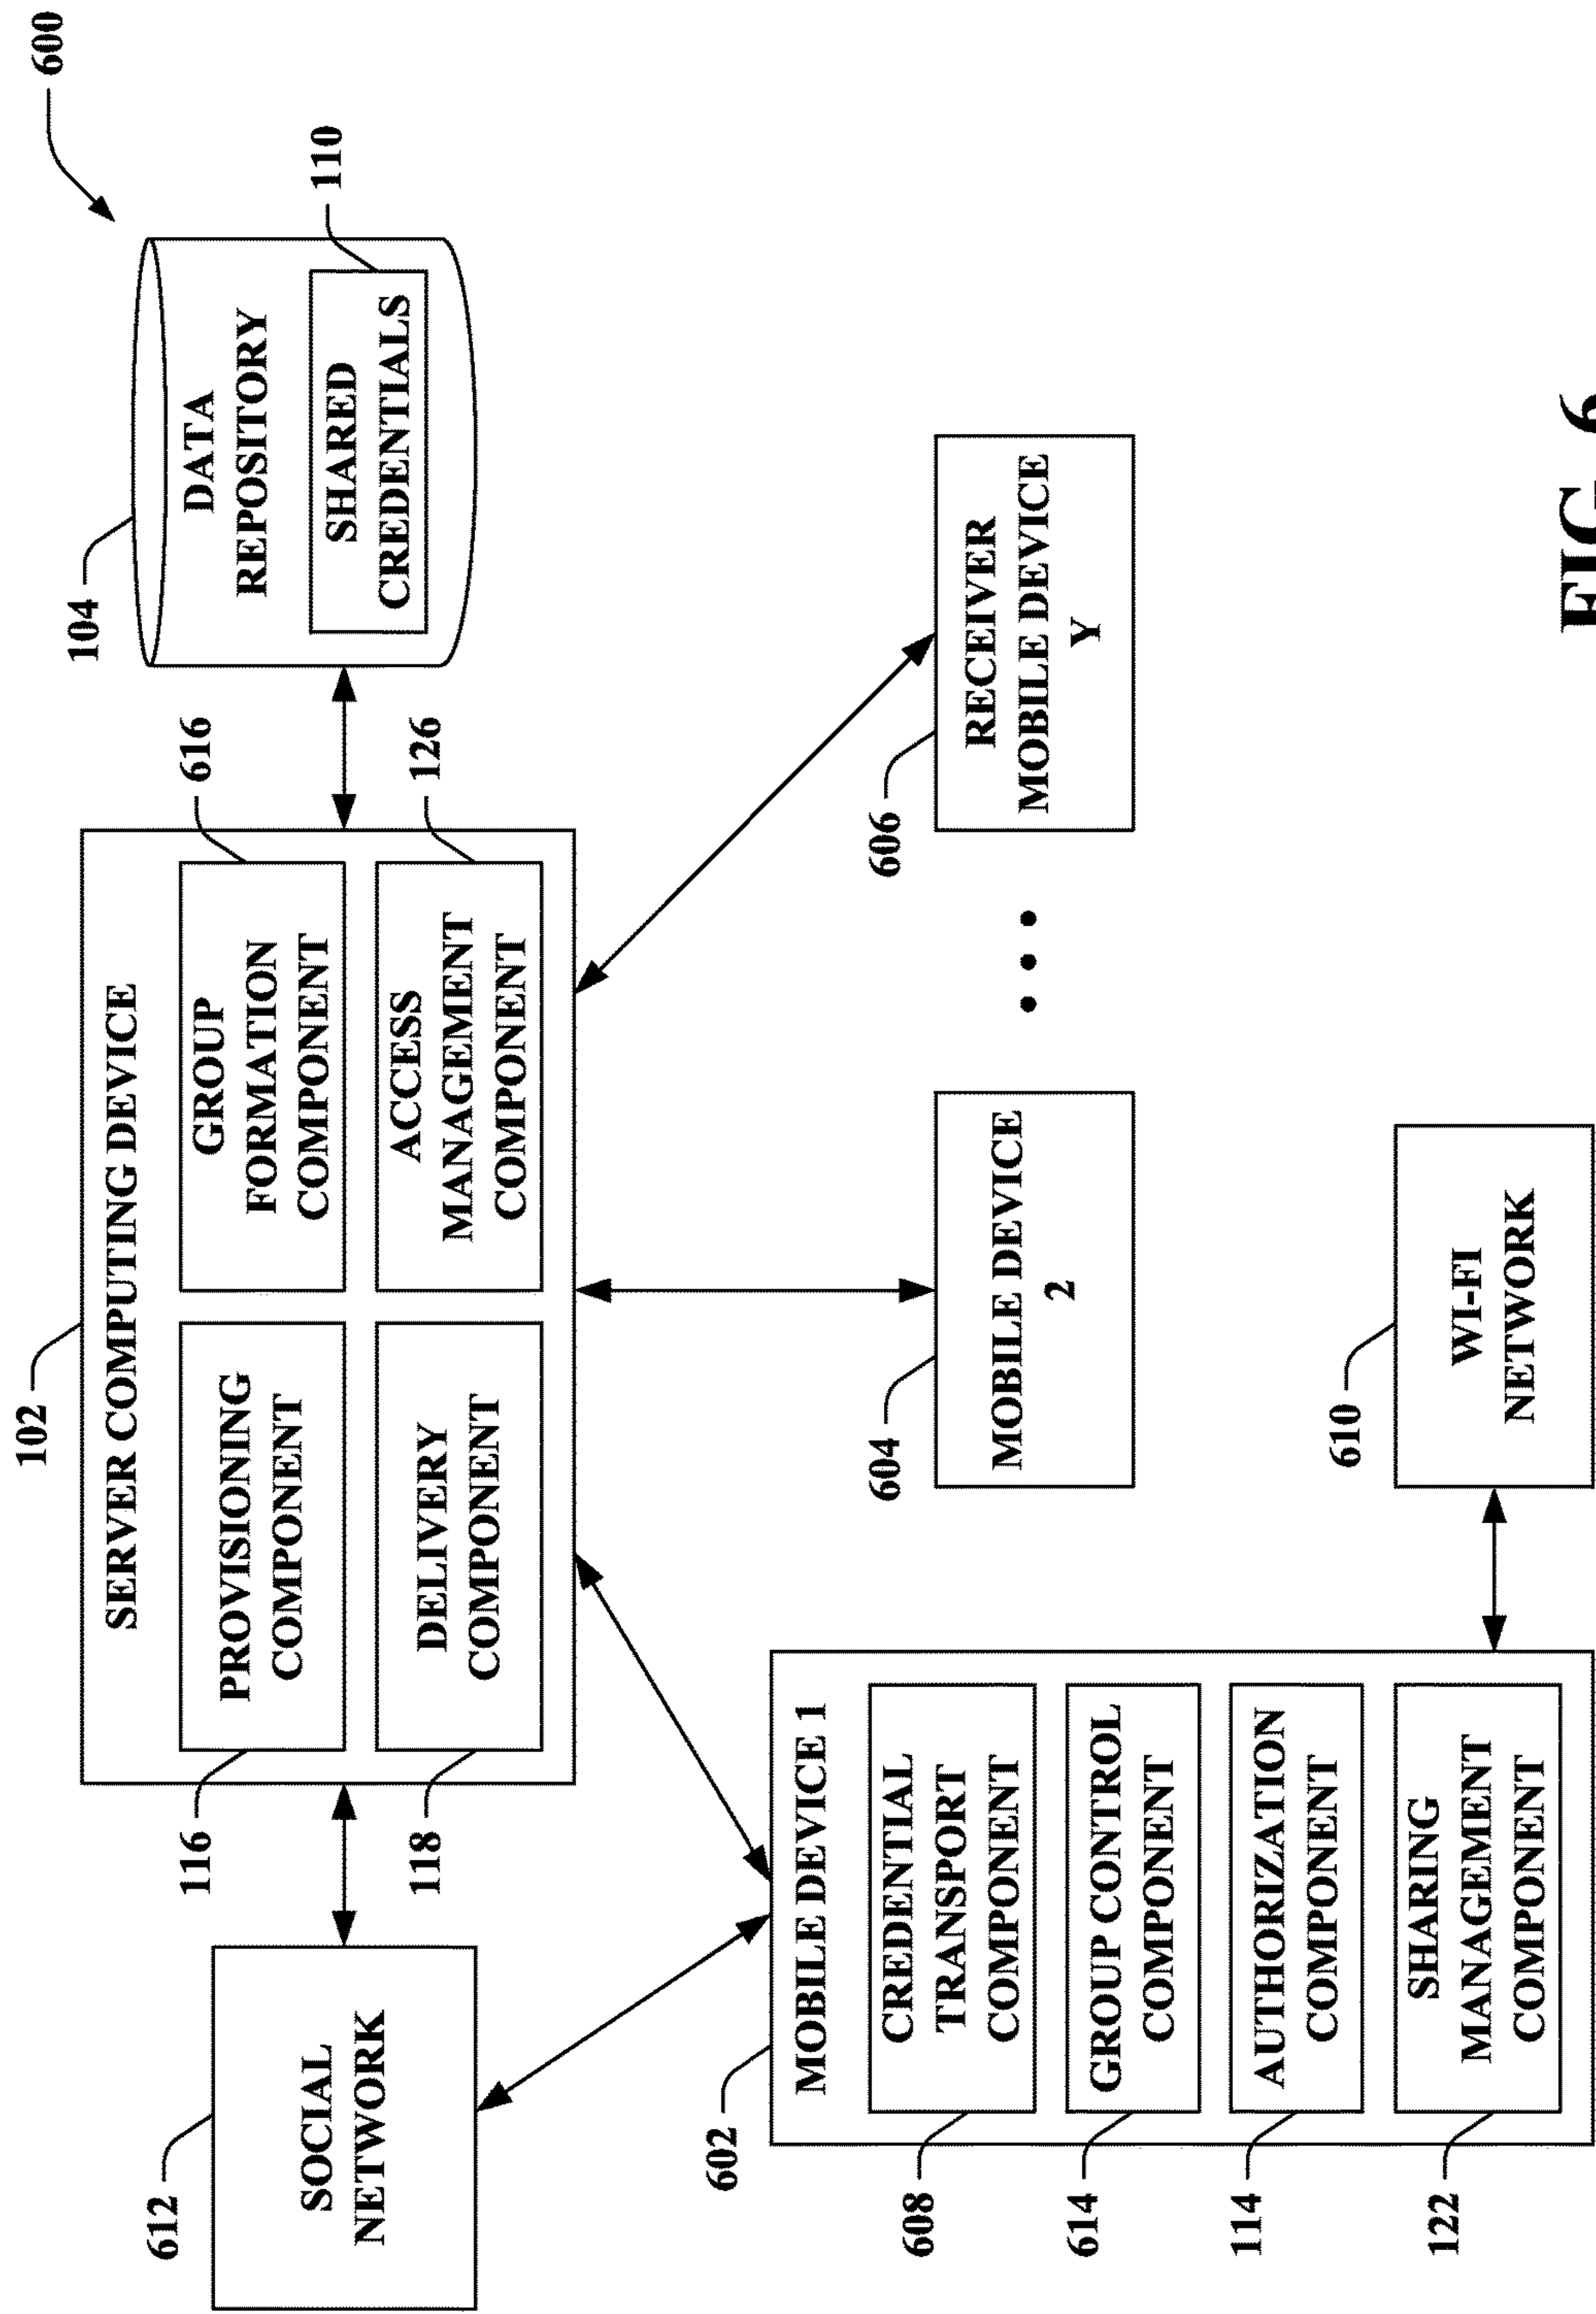 600
102
104
SERVER COMPUTING DEVICE
DATA
REPOSITORY
612
SOCIAL
NETWORK
116
PROVISIONING
COMPONENT
GROUP
FORMATION
COMPONENT
616
SHARED
CREDENTIALS
110
118
DELIVERY
COMPONENT
ACCESS
MANAGEMENT
COMPONENT
126
602
MOBILE DEVICE 1
608
CREDENTIAL
TRANSPORT
COMPONENT
614
GROUP CONTROL
COMPONENT
114
AUTHORIZATION
COMPONENT
122
SHARING
MANAGEMENT
COMPONENT
604
MOBILE DEVICE
2
606
RECEIVER
MOBILE DEVICE
Y
610
WI-FI
NETWORK
FIG. 6